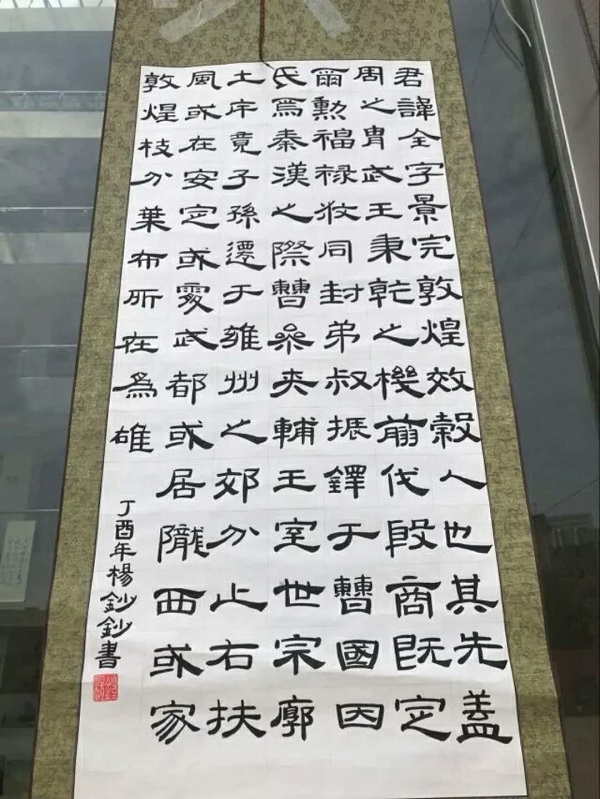 君諱全字景完敦煌效穀人也其先蓋
周之胄武王秉乾之機翦伐殷商既定
爾勳福祿攸同封弟叔振鐸于曹國因
氏焉秦漢之際曹參夾輔王室世宗廓
土斥竟子孫遷于雍州之郊分止右扶
風或在安定或處武都或居隴西或家
敦煌枝分葉布所在為雄
丁酉年楊鈔鈔書